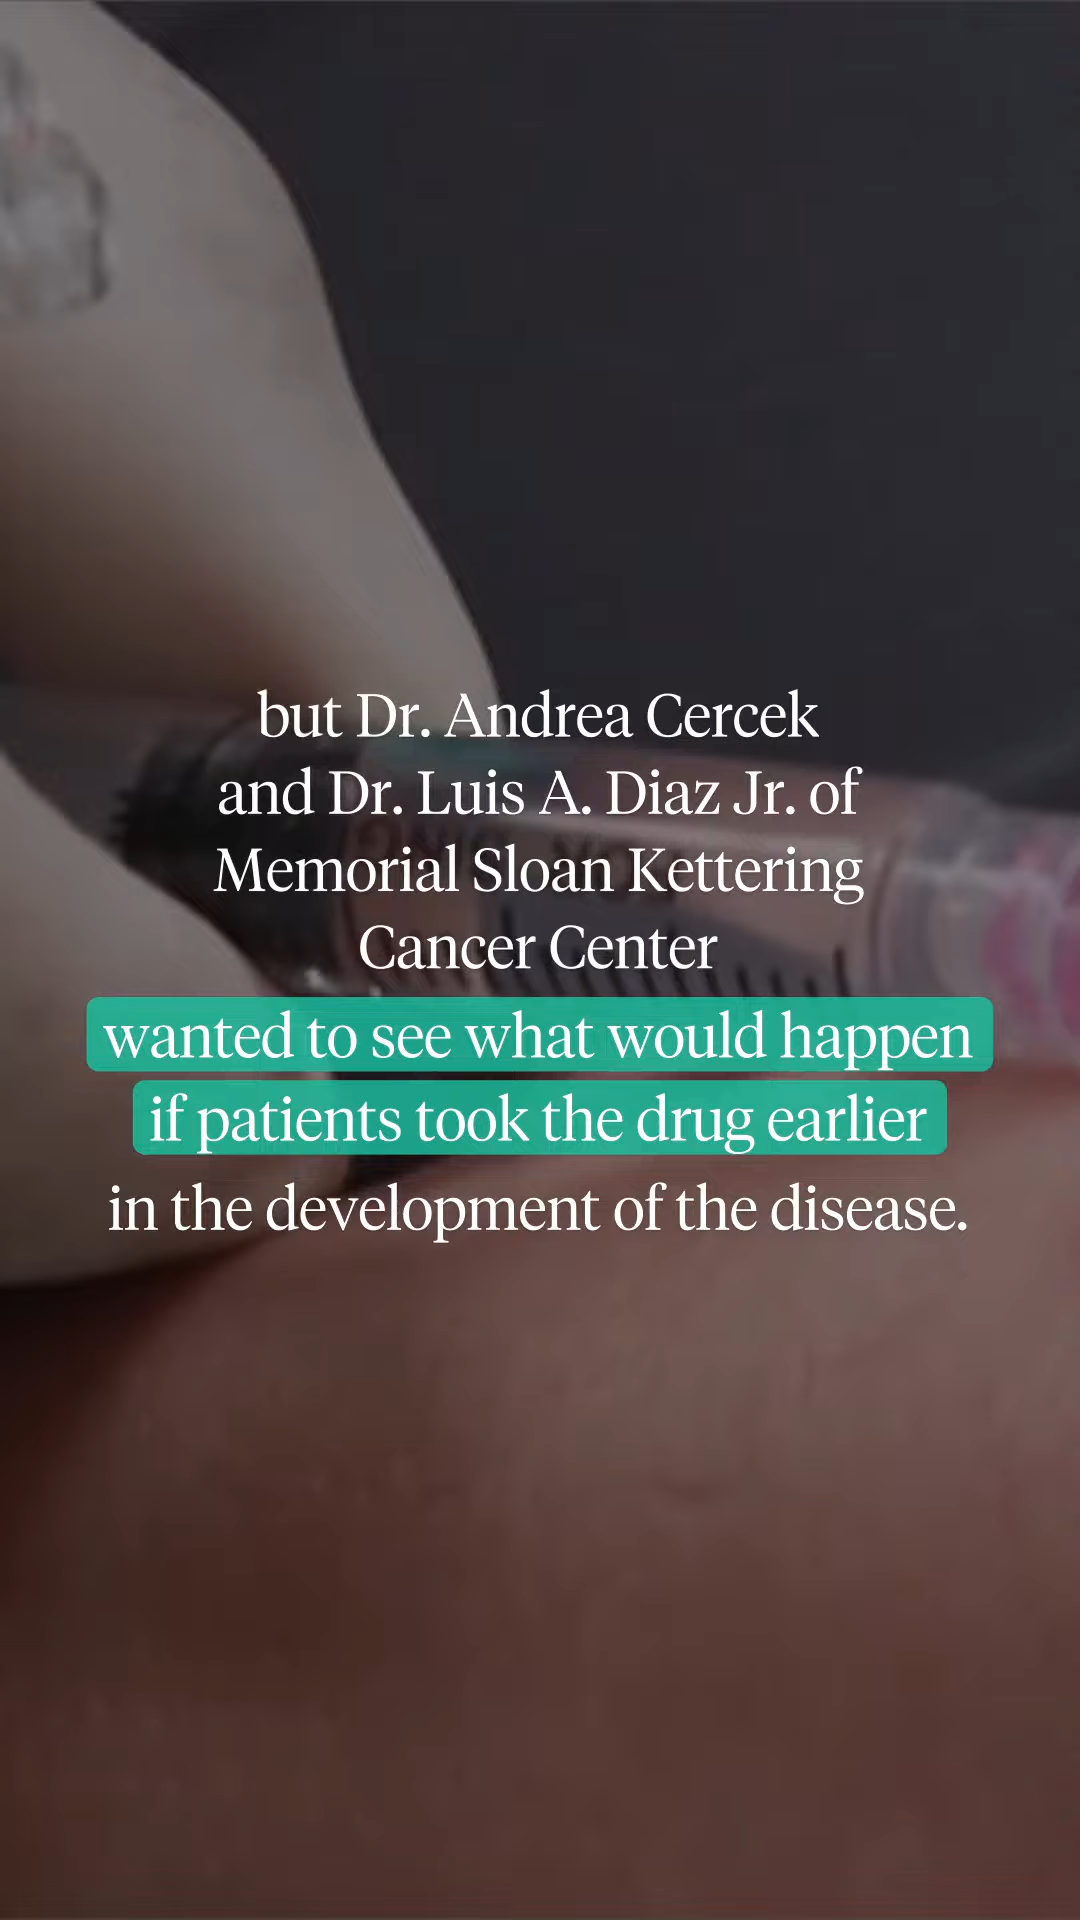 but Dr. Andrea Cercek
and Dr. Luis A. Diaz Jr. of
Memorial Sloan Kettering
Cancer Center
wanted to see what would happen
if patients took the drug earlier
in the development of the disease.